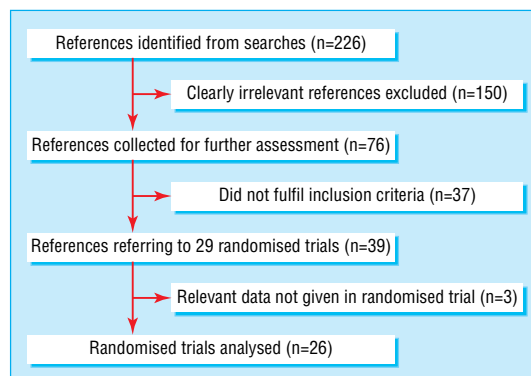 References identified from searches (n=226)
Clearly irrelevant references excluded (n=150)
References collected for further assessment (n=76)
Did not fulfil inclusion criteria (n=37)
References referring to 29 randomised trials (n=39)
Relevant data not given in randomised trial (n=3)
Randomised trials analysed (n=26)